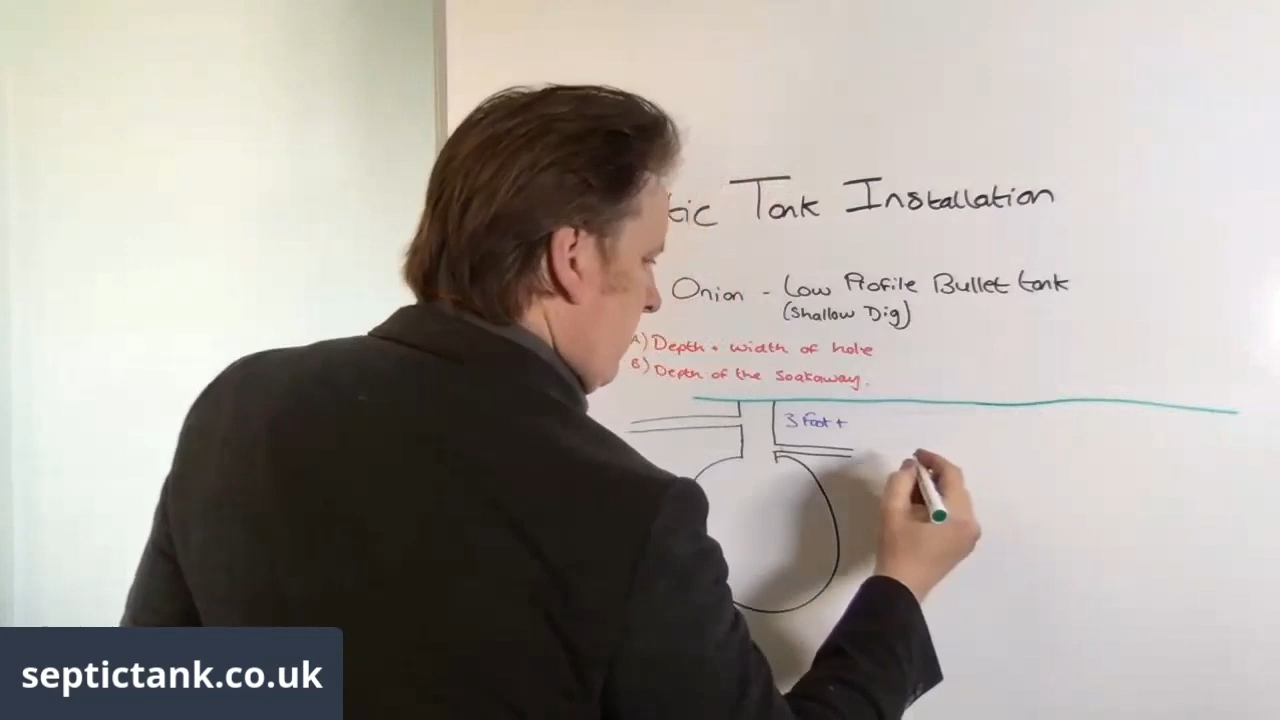 tic Tank Installation
Onion - Low Profile Bullet tank
(Shallow Dig)
A) Depth + width of hole
B) Depth of the soakaway.
3 foot +
septictank.co.uk